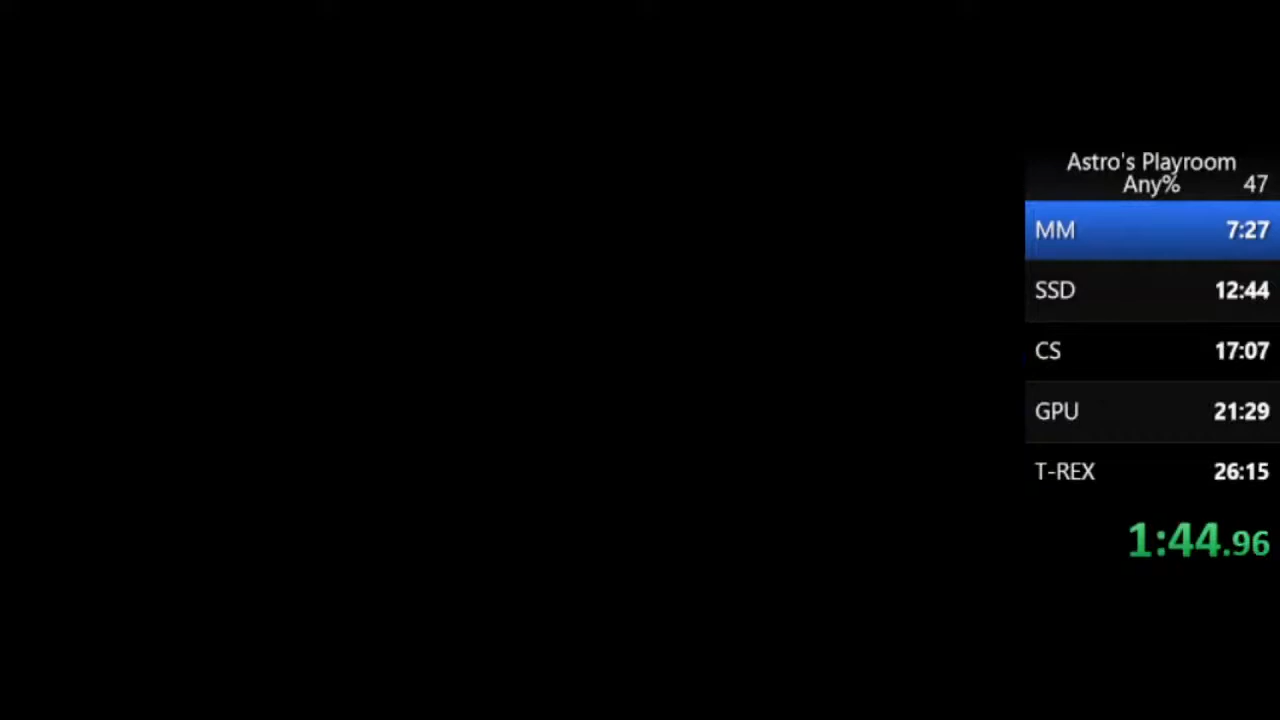 Astro's Playroom
Any% 47
MM 7:27
SSD 12:44
CS 17:07
GPU 21:29
T-REX 26:15
1:44.96